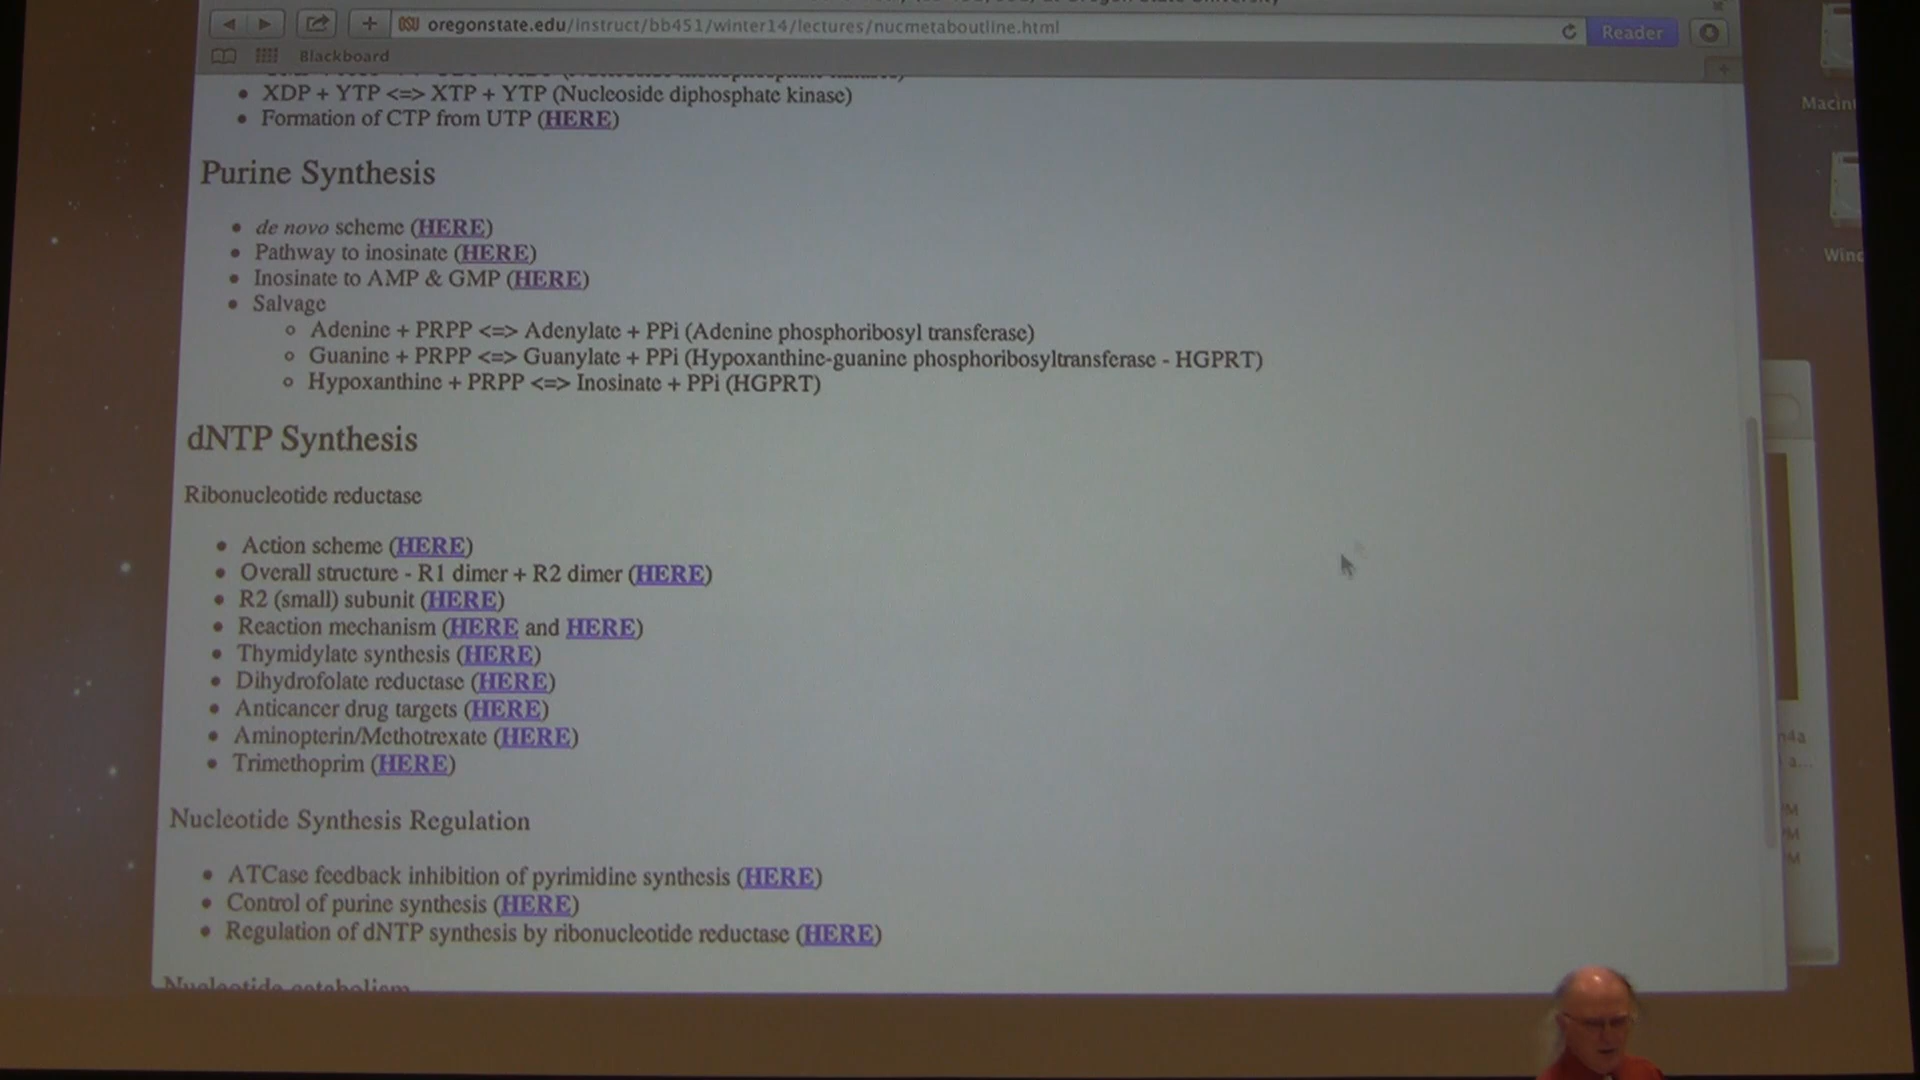 oregonstate.edu/instruct/bb451/winter14/lectures/nucmetaboutline.html
Reader
Blackboard
XDP + YTP <=> XTP + YTP (Nucleoside diphosphate kinase)
Formation of CTP from UTP (HERE)
Purine Synthesis
de novo scheme (HERE)
Pathway to inosinate (HERE)
Inosinate to AMP & GMP (HERE)
Salvage
Adenine + PRPP <=> Adenylate + PPi (Adenine phosphoribosyl transferase)
Guanine + PRPP <=> Guanylate + PPi (Hypoxanthine-guanine phosphoribosyltransferase - HGPRT)
Hypoxanthine + PRPP <=> Inosinate + PPi (HGPRT)
dNTP Synthesis
Ribonucleotide reductase
Action scheme (HERE)
Overall structure - R1 dimer + R2 dimer (HERE)
R2 (small) subunit (HERE)
Reaction mechanism (HERE and HERE)
Thymidylate synthesis (HERE)
Dihydrofolate reductase (HERE)
Anticancer drug targets (HERE)
Aminopterin/Methotrexate (HERE)
Trimethoprim (HERE)
Nucleotide Synthesis Regulation
ATCase feedback inhibition of pyrimidine synthesis (HERE)
Control of purine synthesis (HERE)
Regulation of dNTP synthesis by ribonucleotide reductase (HERE)
Nucleotide catabolism